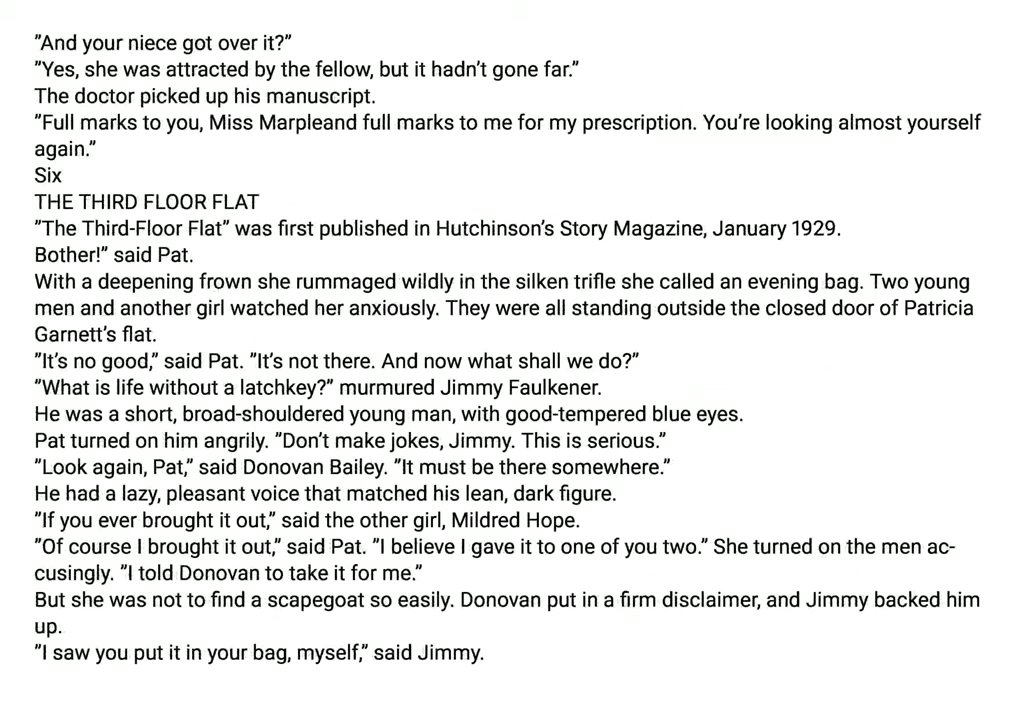 ”And your niece got over it?”
”Yes, she was attracted by the fellow, but it hadn’t gone far.”
The doctor picked up his manuscript.
”Full marks to you, Miss Marpleand full marks to me for my prescription. You’re looking almost yourself
again.”
Six
THE THIRD FLOOR FLAT
”The Third-Floor Flat” was first published in Hutchinson’s Story Magazine, January 1929.
Bother!” said Pat.
With a deepening frown she rummaged wildly in the silken trifle she called an evening bag. Two young
men and another girl watched her anxiously. They were all standing outside the closed door of Patricia
Garnett’s flat.
”It’s no good,” said Pat. ”It’s not there. And now what shall we do?”
”What is life without a latchkey?” murmured Jimmy Faulkener.
He was a short, broad-shouldered young man, with good-tempered blue eyes.
Pat turned on him angrily. ”Don’t make jokes, Jimmy. This is serious.”
”Look again, Pat,” said Donovan Bailey. ”It must be there somewhere.”
He had a lazy, pleasant voice that matched his lean, dark figure.
”If you ever brought it out,” said the other girl, Mildred Hope.
”Of course I brought it out,” said Pat. ”I believe I gave it to one of you two.” She turned on the men ac-
cusingly. ”I told Donovan to take it for me.”
But she was not to find a scapegoat so easily. Donovan put in a firm disclaimer, and Jimmy backed him
up.
”I saw you put it in your bag, myself,” said Jimmy.